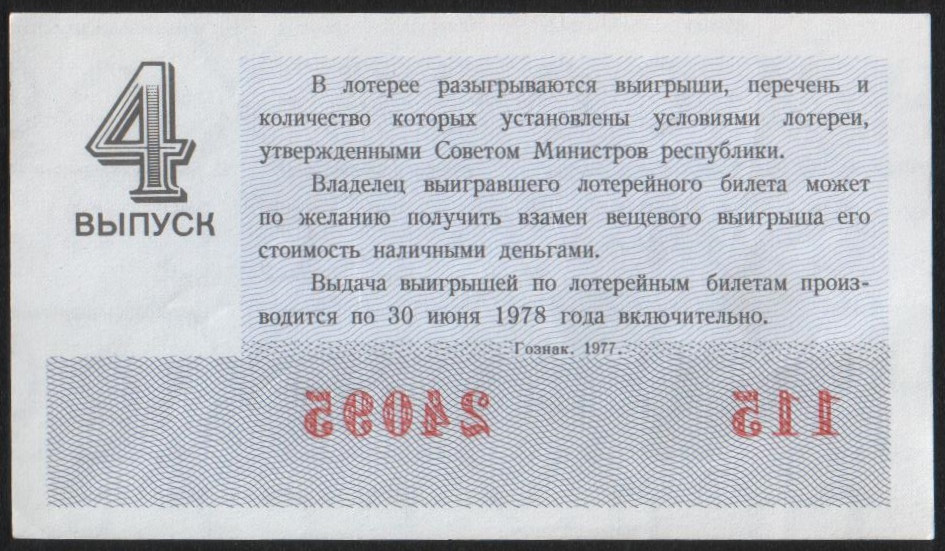 4
ВЫПУСК
В лотерее разыгрываются выигрыши, перечень и
количество которых установлены условиями лотереи,
утвержденными Советом Министров республики.
Владелец выигравшего лотерейного билета может
по желанию получить взамен вещевого выигрыша его
стоимость наличными деньгами.
Выдача выигрышей по лотерейным билетам произ-
водится по 30 июня 1978 года включительно.
Гознак. 1977.
24095 115